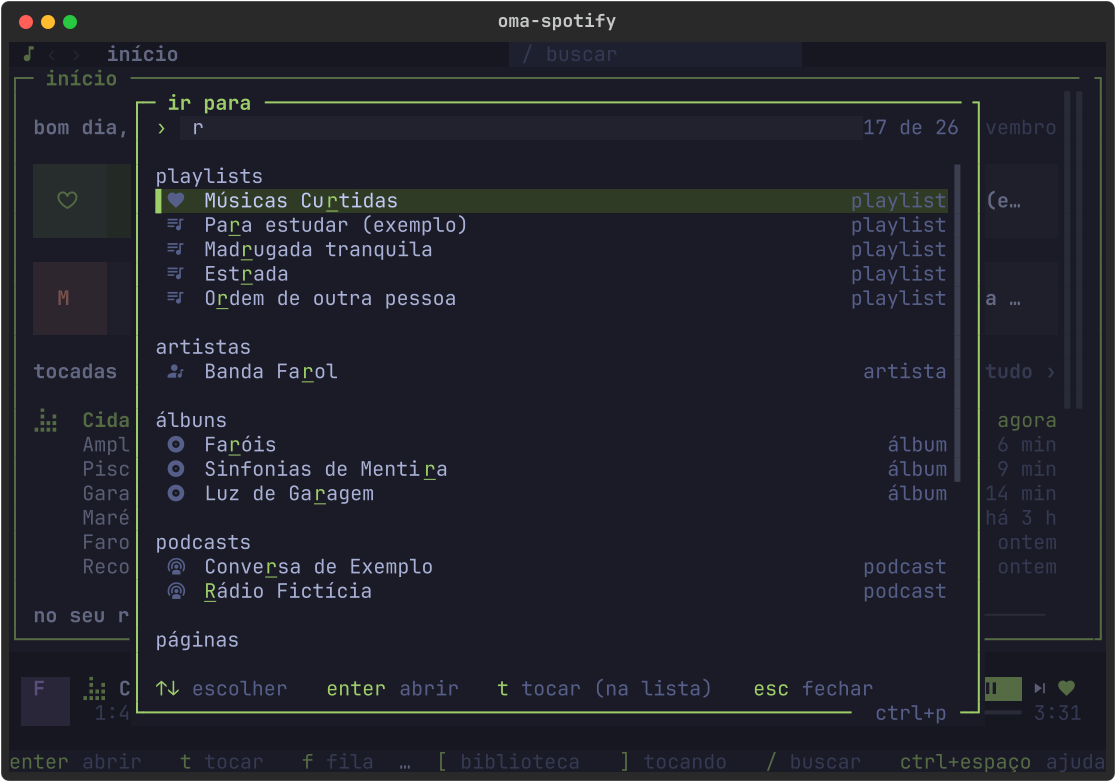 oma-spotify
início
/ buscar
início
ir para
bom dia,
› r
17 de 26
vembro
playlists
Músicas Curtidas playlist
(e…
Para estudar (exemplo) playlist
Madrugada tranquila playlist
Estrada playlist
M
Ordem de outra pessoa playlist
a …
artistas
tocadas
Banda Farol artista
tudo ›
Cida
álbuns
agora
Ampl
Faróis álbum
6 min
Pisc
Sinfonias de Mentira álbum
9 min
Gara
Luz de Garagem álbum
14 min
Maré
há 3 h
Faro
podcasts
ontem
Reco
Conversa de Exemplo podcast
ontem
Rádio Fictícia podcast
no seu r
páginas
F
C
↑↓ escolher enter abrir t tocar (na lista) esc fechar
1:4
ctrl+p
3:31
enter abrir t tocar f fila … [ biblioteca ] tocando / buscar ctrl+espaço ajuda